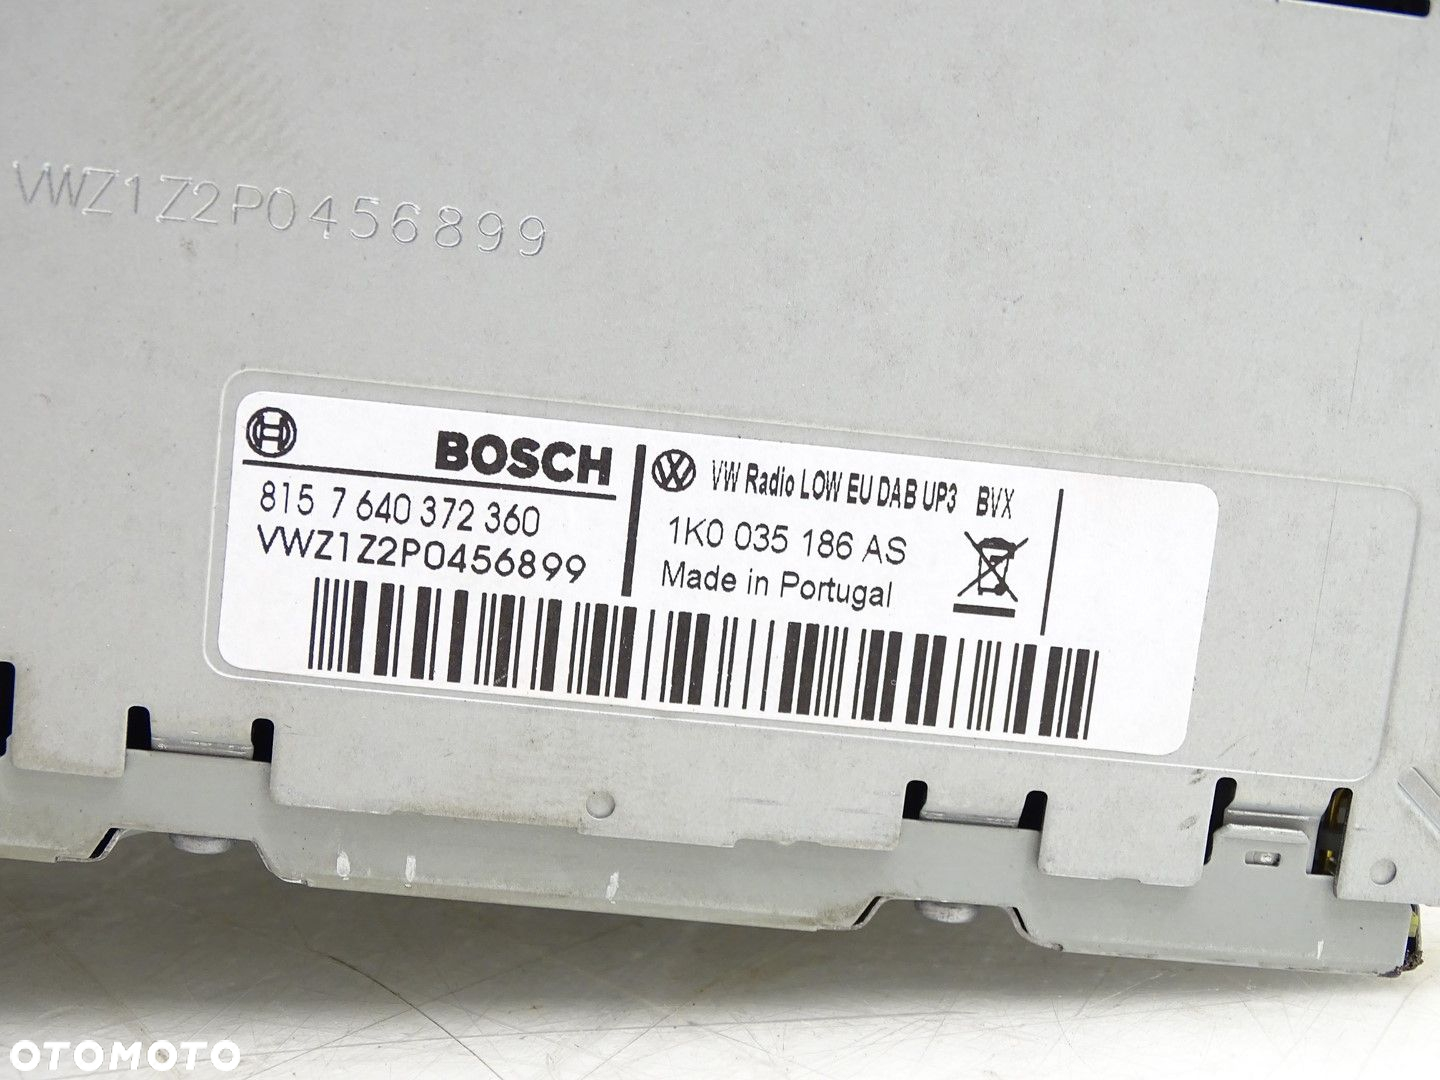 VWZ1Z2P0456899
BOSCH
815 7 640 372 360
VWZ1Z2P0456899
VW Radio LOW EU DAB UP3 BVX
1K0 035 186 AS
Made in Portugal
OTOMOTO